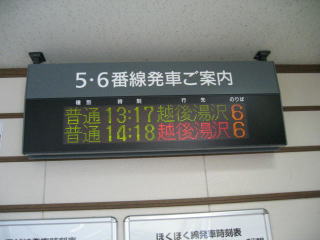 5・6番線発車ご案内
種別 時刻 行先 のりば
普通 13:17 越後湯沢 6
普通 14:18 越後湯沢 6
ほくほく線発車時刻表